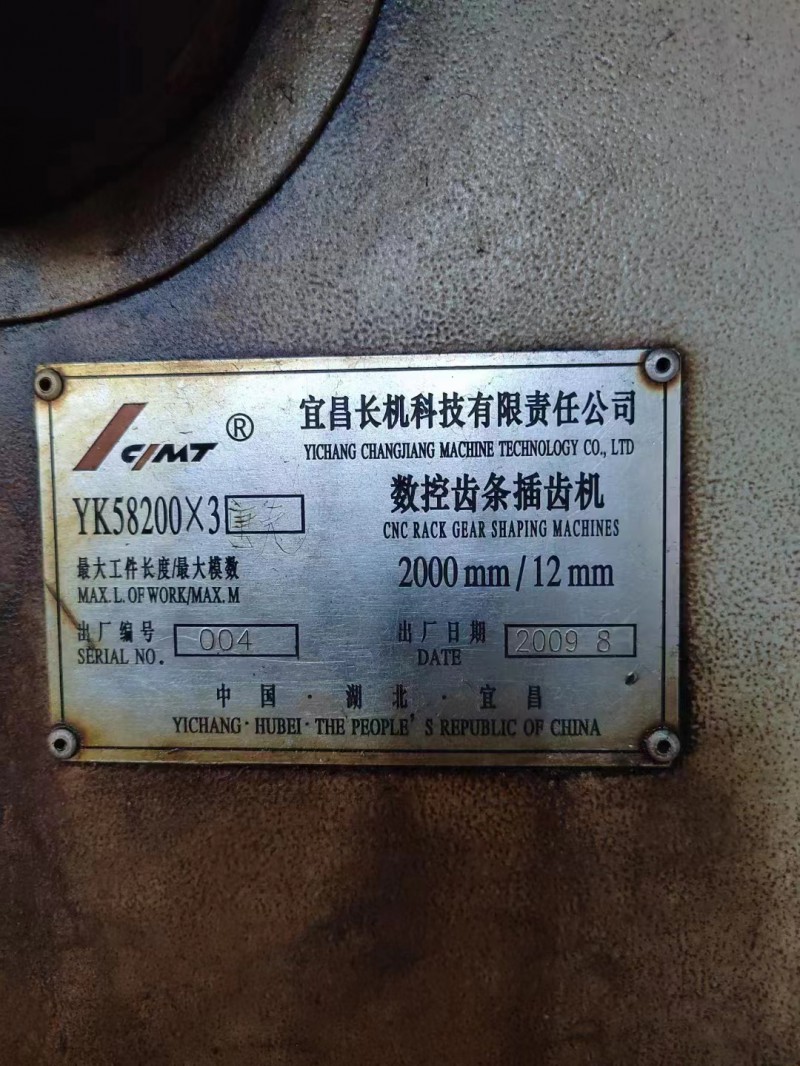 CJMT ®
宜昌长机科技有限责任公司
YICHANG CHANGJIANG MACHINE TECHNOLOGY CO., LTD
YK58200×3
数控齿条插齿机
CNC RACK GEAR SHAPING MACHINES
最大工件长度/最大模数
MAX. L. OF WORK/MAX. M
2000 mm / 12 mm
出厂编号 004
SERIAL NO.
出厂日期 2009 8
DATE
中国·湖北·宜昌
YICHANG · HUBEI · THE PEOPLE'S REPUBLIC OF CHINA